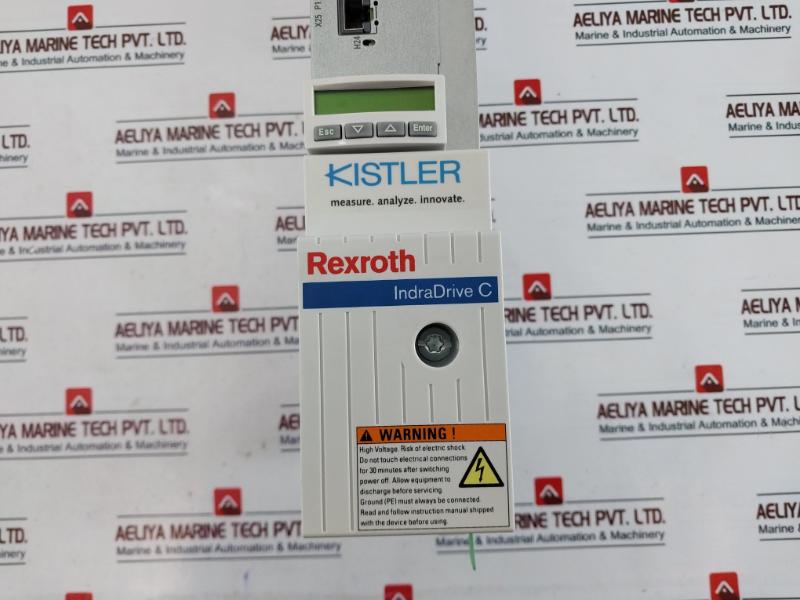 X25 P1
H24
Esc
Enter
KISTLER
measure. analyze. innovate.
Rexroth
IndraDrive C
WARNING !
High Voltage. Risk of electric shock.
Do not touch electrical connections
for 30 minutes after switching
power off. Allow equipment to
discharge before servicing.
Ground (PE) must always be connected.
Read and follow instruction manual shipped
with the device before using.
AELIYA MARINE TECH PVT. LTD.
Marine & Industrial Automation & Machinery